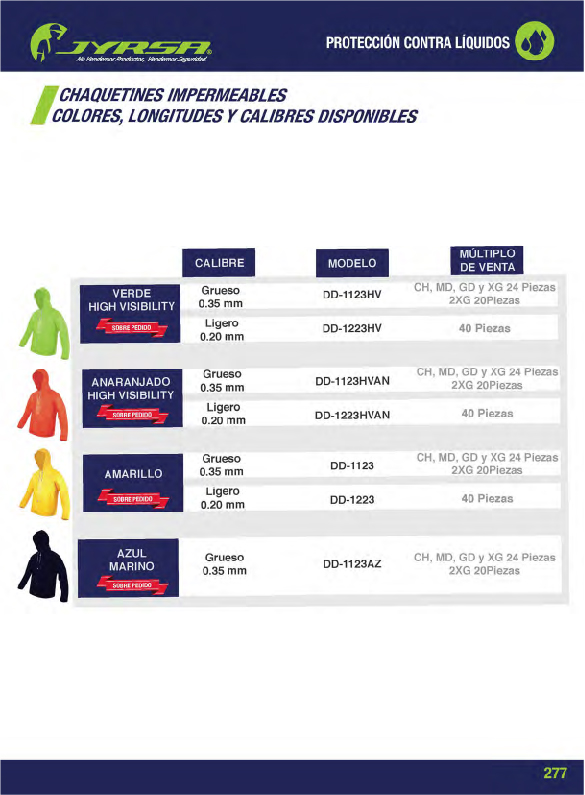 JYRSA®
No Vendemos Productos, Vendemos Seguridad
PROTECCIÓN CONTRA LÍQUIDOS
CHAQUETINES IMPERMEABLES
COLORES, LONGITUDES Y CALIBRES DISPONIBLES
CALIBRE
MODELO
MÚLTIPLO
DE VENTA
VERDE
HIGH VISIBILITY
SOBRE PEDIDO
Grueso
0.35 mm
DD-1123HV
CH, MD, GD y XG 24 Piezas
2XG 20Piezas
Ligero
0.20 mm
DD-1223HV
40 Piezas
ANARANJADO
HIGH VISIBILITY
SOBRE PEDIDO
Grueso
0.35 mm
DD-1123HVAN
CH, MD, GD y XG 24 Piezas
2XG 20Piezas
Ligero
0.20 mm
DD-1223HVAN
40 Piezas
AMARILLO
SOBRE PEDIDO
Grueso
0.35 mm
DD-1123
CH, MD, GD y XG 24 Piezas
2XG 20Piezas
Ligero
0.20 mm
DD-1223
40 Piezas
AZUL
MARINO
SOBRE PEDIDO
Grueso
0.35 mm
DD-1123AZ
CH, MD, GD y XG 24 Piezas
2XG 20Piezas
277